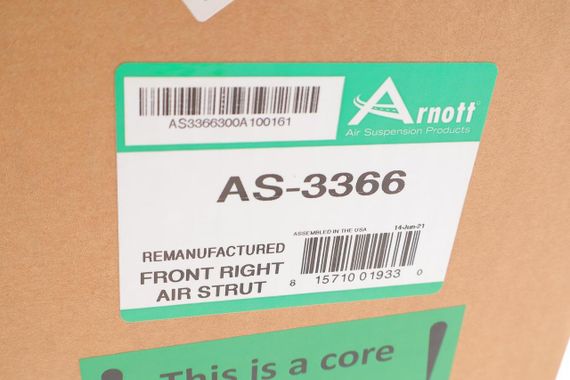 AS3366300A100161
Arnott
Air Suspension Products
AS-3366
ASSEMBLED IN THE USA 14-Jun-21
REMANUFACTURED
FRONT RIGHT
AIR STRUT
8 15710 01933 0
! This is a core !